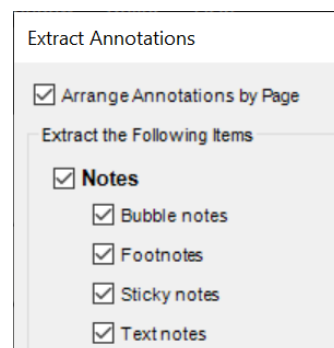 Extract Annotations
Arrange Annotations by Page
Extract the Following Items
Notes
Bubble notes
Footnotes
Sticky notes
Text notes